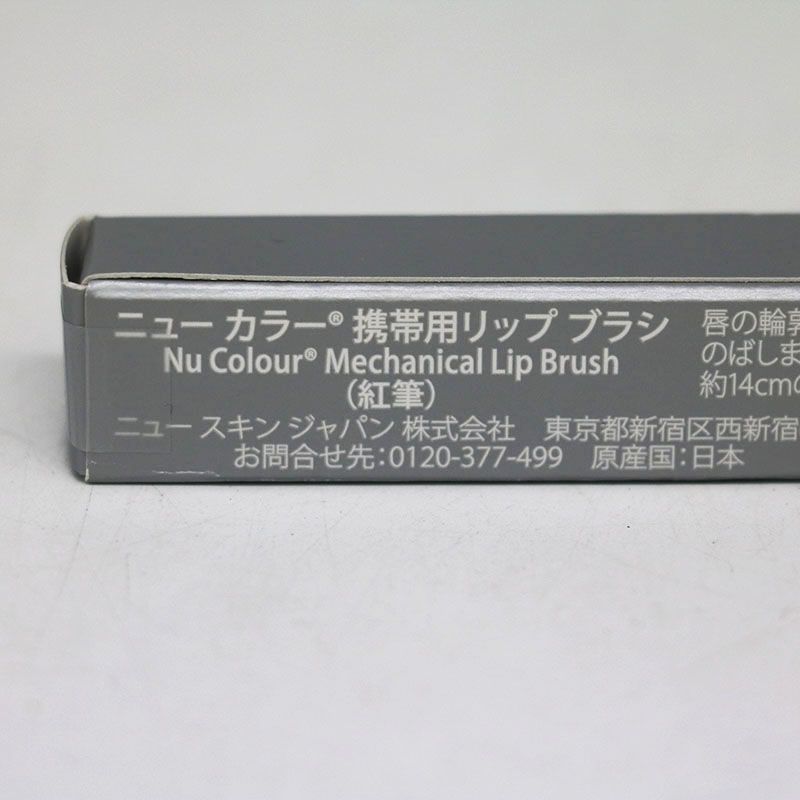 ニュー カラー® 携帯用リップ ブラシ
Nu Colour® Mechanical Lip Brush
（紅筆）
ニュー スキン ジャパン 株式会社　東京都新宿区西新宿
お問合せ先：0120-377-499　原産国：日本
唇の輪郭
のばしま
約14cmの